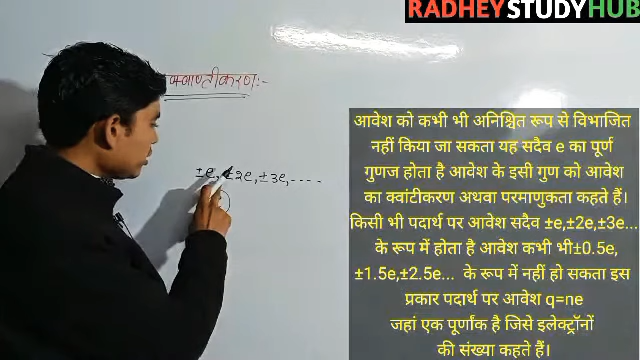 RADHEYSTUDYHUB
क्वाण्टीकरण:-
±e, ±2e, ±3e, ----
आवेश को कभी भी अनिश्चित रूप से विभाजित
नहीं किया जा सकता यह सदैव e का पूर्ण
गुणज होता है आवेश के इसी गुण को आवेश
का क्वांटीकरण अथवा परमाणुकता कहते हैं।
किसी भी पदार्थ पर आवेश सदैव ±e,±2e,±3e...
के रूप में होता है आवेश कभी भी±0.5e,
±1.5e,±2.5e... के रूप में नहीं हो सकता इस
प्रकार पदार्थ पर आवेश q=ne
जहां एक पूर्णांक है जिसे इलेक्ट्रॉनों
की संख्या कहते हैं।